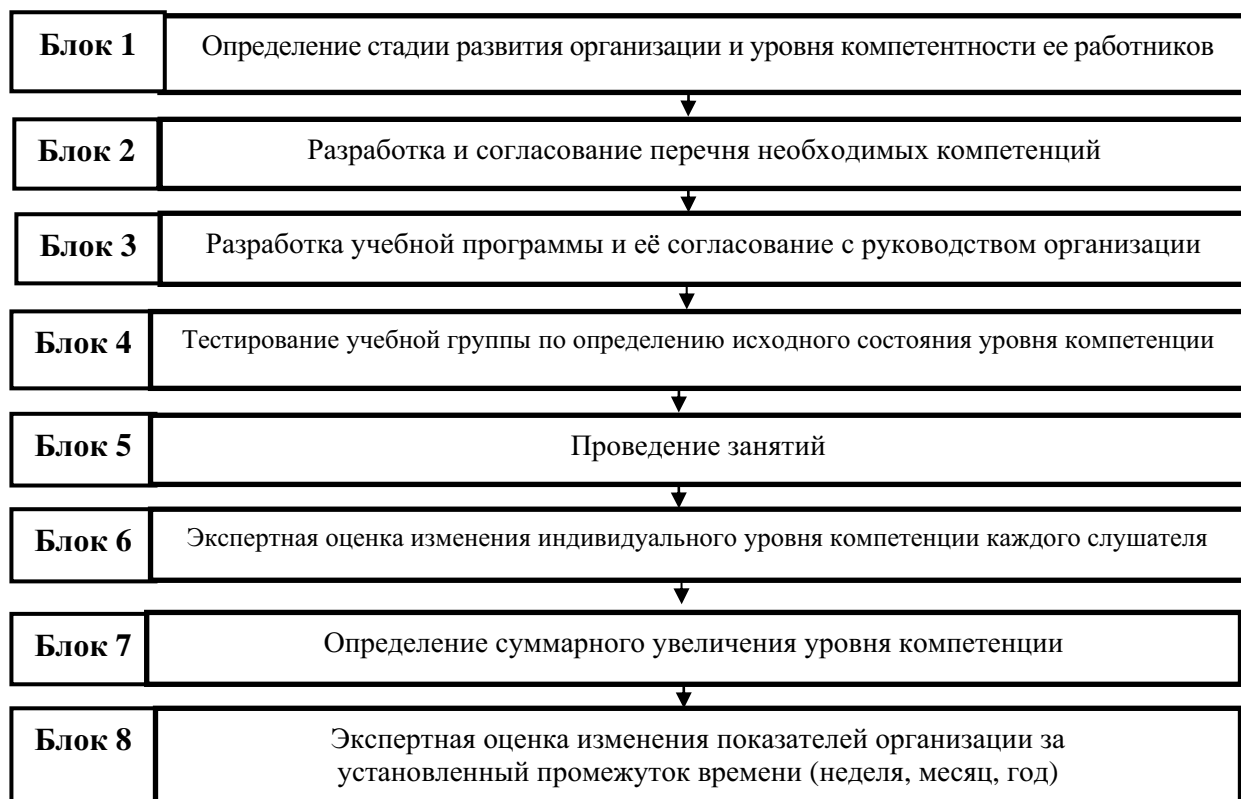 Блок 1
Определение стадии развития организации и уровня компетентности ее работников
Блок 2
Разработка и согласование перечня необходимых компетенций
Блок 3
Разработка учебной программы и её согласование с руководством организации
Блок 4
Тестирование учебной группы по определению исходного состояния уровня компетенции
Блок 5
Проведение занятий
Блок 6
Экспертная оценка изменения индивидуального уровня компетенции каждого слушателя
Блок 7
Определение суммарного увеличения уровня компетенции
Блок 8
Экспертная оценка изменения показателей организации за
установленный промежуток времени (неделя, месяц, год)